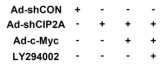 Ad-shCON + - - -
Ad-shCIP2A - + + +
Ad-c-Myc - - + +
LY294002 - - - +